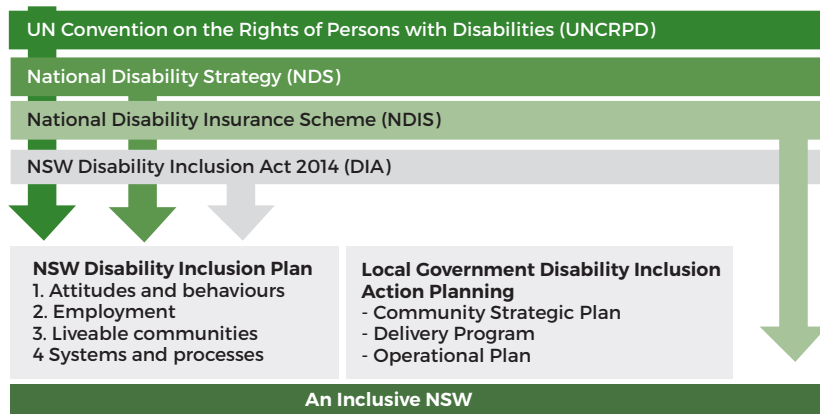 UN Convention on the Rights of Persons with Disabilities (UNCRPD)
National Disability Strategy (NDS)
National Disability Insurance Scheme (NDIS)
NSW Disability Inclusion Act 2014 (DIA)
NSW Disability Inclusion Plan
1. Attitudes and behaviours
2. Employment
3. Liveable communities
4 Systems and processes
Local Government Disability Inclusion
Action Planning
- Community Strategic Plan
- Delivery Program
- Operational Plan
An Inclusive NSW